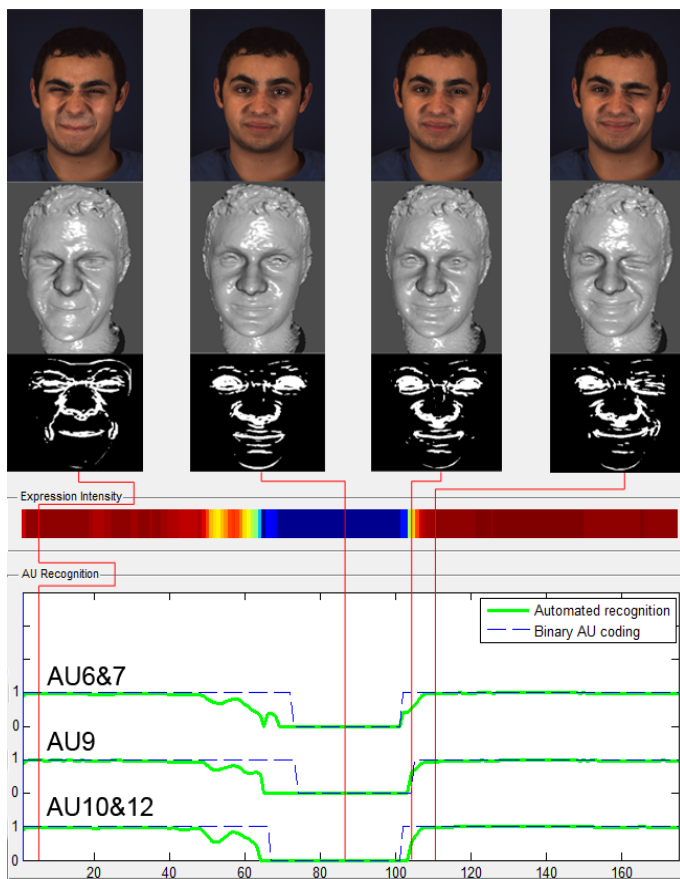 Expression Intensity
AU Recognition
Automated recognition
Binary AU coding
AU6&7
1
0
AU9
1
0
AU10&12
1
0
20 40 60 80 100 120 140 160